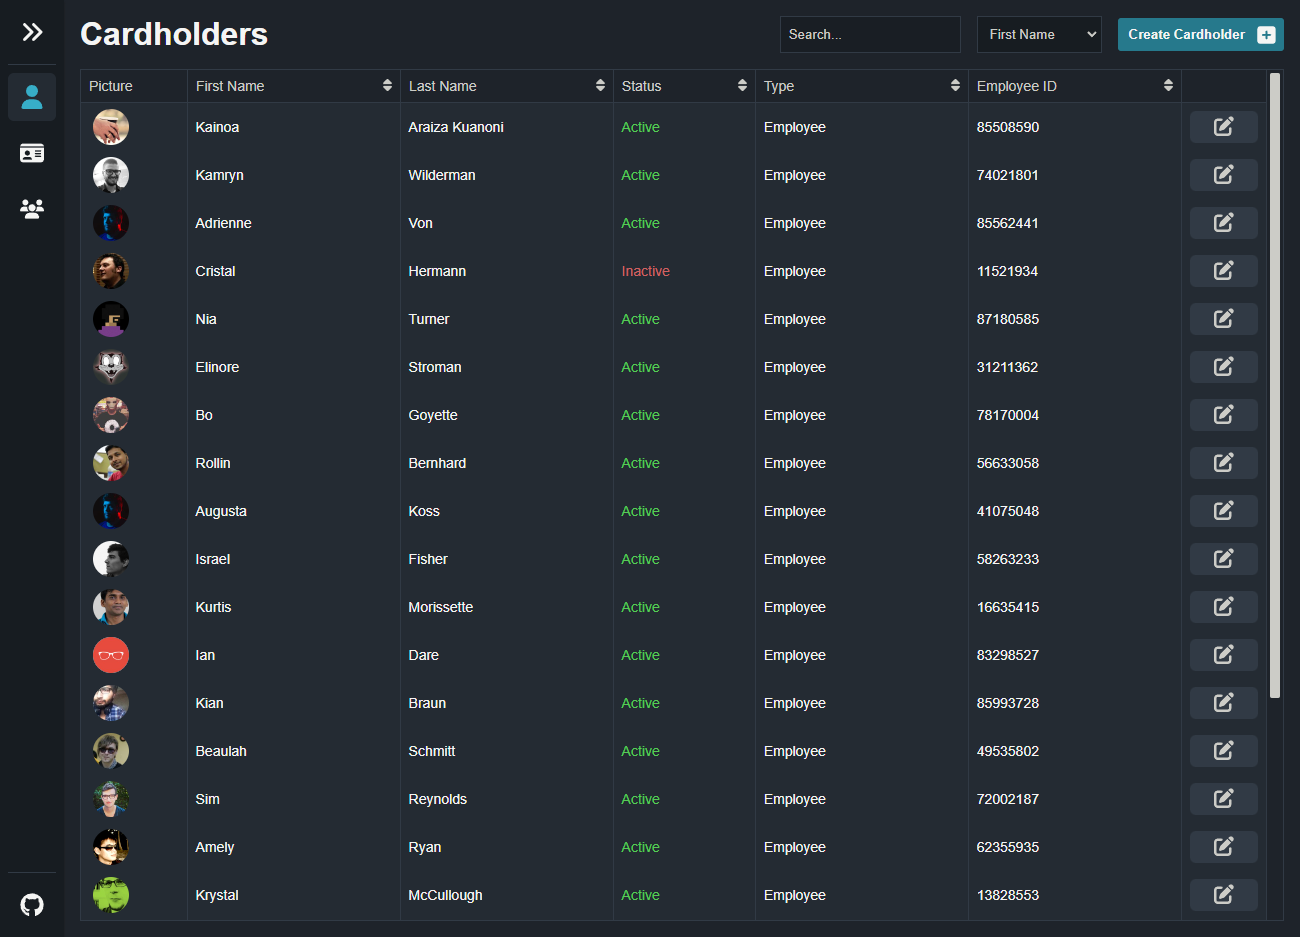 Cardholders
Search...
First Name
Create Cardholder
Picture First Name Last Name Status Type Employee ID
Kainoa Araiza Kuanoni Active Employee 85508590
Kamryn Wilderman Active Employee 74021801
Adrienne Von Active Employee 85562441
Cristal Hermann Inactive Employee 11521934
Nia Turner Active Employee 87180585
Elinore Stroman Active Employee 31211362
Bo Goyette Active Employee 78170004
Rollin Bernhard Active Employee 56633058
Augusta Koss Active Employee 41075048
Israel Fisher Active Employee 58263233
Kurtis Morissette Active Employee 16635415
Ian Dare Active Employee 83298527
Kian Braun Active Employee 85993728
Beaulah Schmitt Active Employee 49535802
Sim Reynolds Active Employee 72002187
Amely Ryan Active Employee 62355935
Krystal McCullough Active Employee 13828553